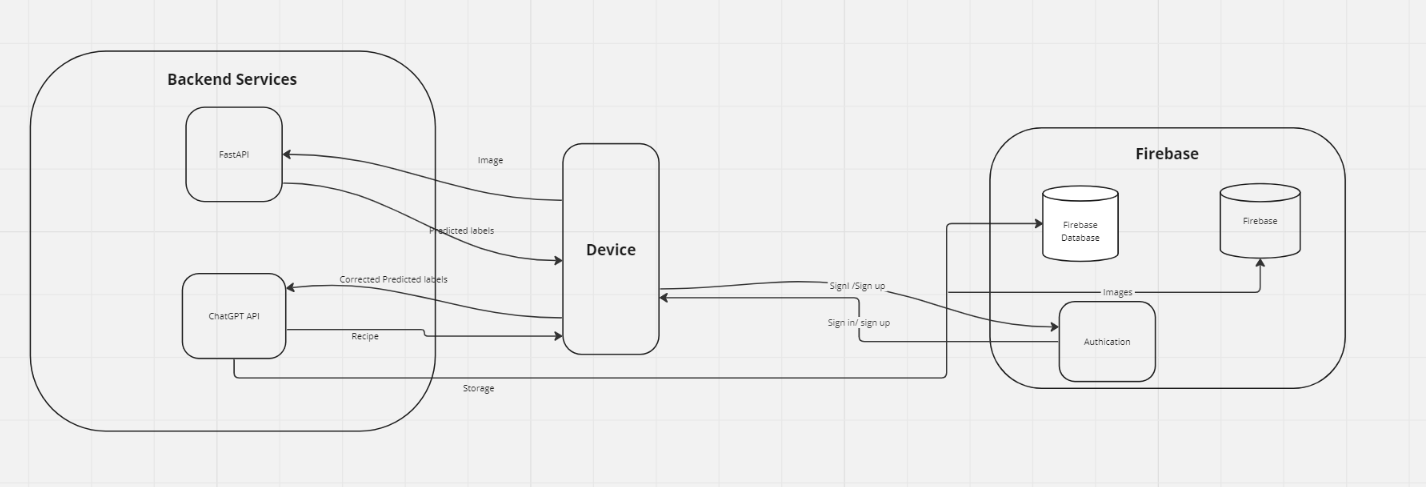 Backend Services
FastAPI
Image
Predicted labels
Corrected Predicted labels
ChatGPT API
Recipe
Storage
Device
SignI /Sign up
Sign in/ sign up
Firebase
Firebase
Database
Firebase
Images
Authication